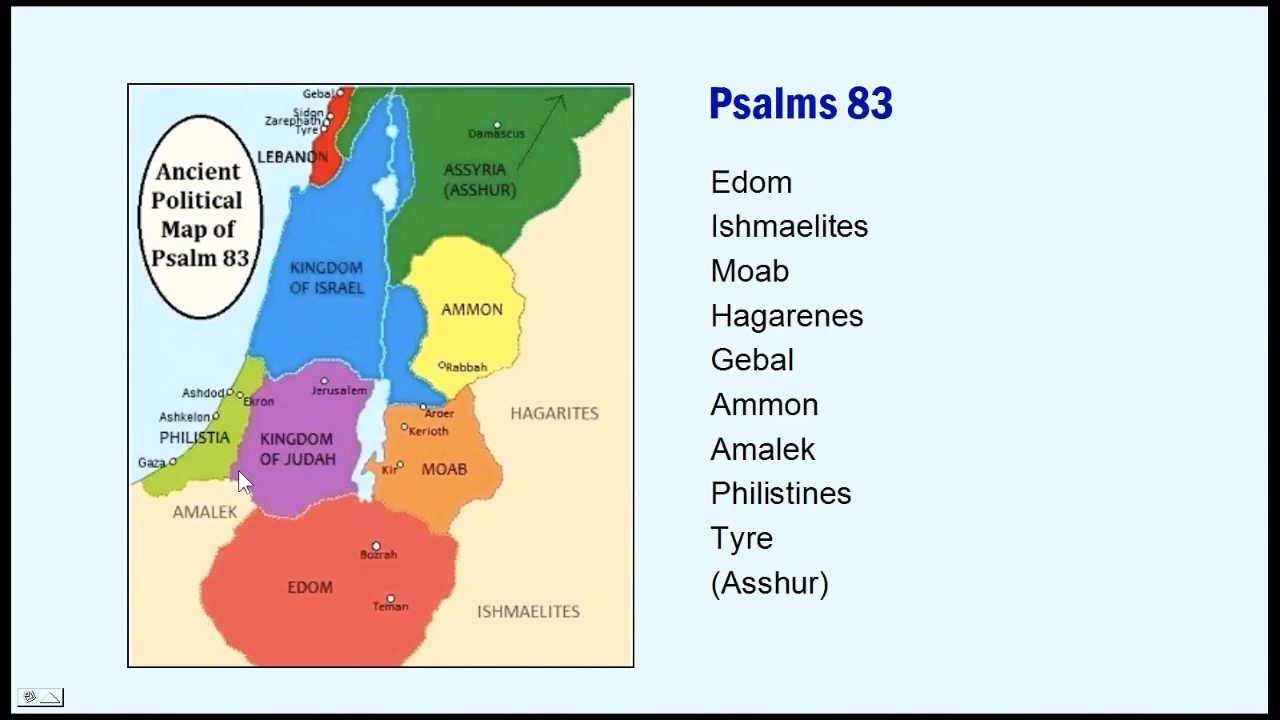 Psalms 83
Gebal
Sidon
Zarephath
Tyre
LEBANON
Damascus
ASSYRIA
(ASSHUR)
Ancient
Political
Map of
Psalm 83
KINGDOM
OF ISRAEL
AMMON
Rabbah
Jerusalem
Ashdod
Ekron
Ashkelon
PHILISTIA
Gaza
KINGDOM
OF JUDAH
Aroer
Kerioth
Kir
MOAB
HAGARITES
AMALEK
Bozrah
EDOM
Teman
ISHMAELITES
Edom
Ishmaelites
Moab
Hagarenes
Gebal
Ammon
Amalek
Philistines
Tyre
(Asshur)